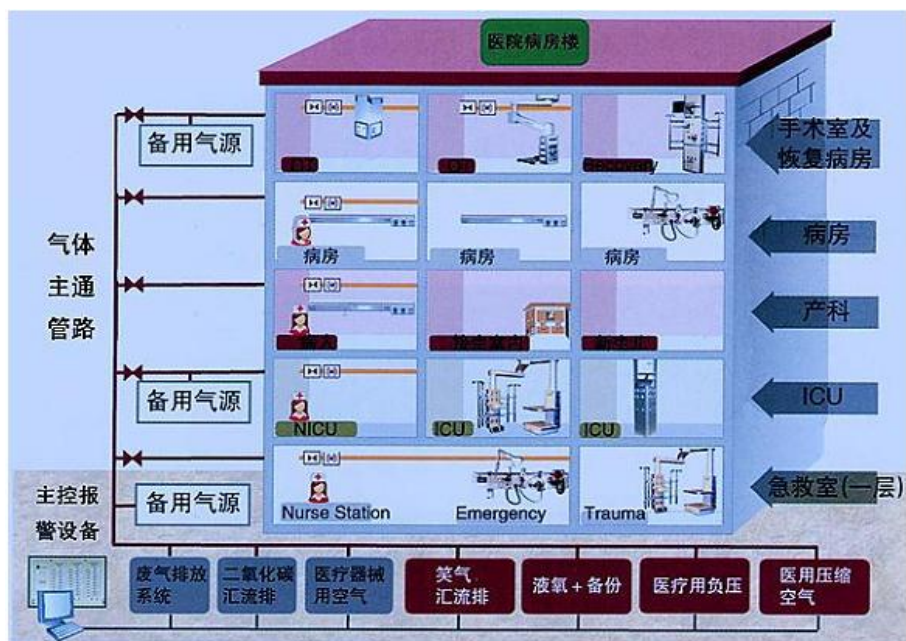 医院病房楼
备用气源
手术室及
恢复病房
Recovery
气体
主通
管路
病房
病房
病房
病房
产科
备用气源
NICU
ICU
ICU
ICU
主控报
警设备
备用气源
Nurse Station
Emergency
Trauma
急救室(一层)
废气排放
系统
二氧化碳
汇流排
医疗器械
用空气
笑气
汇流排
液氧+备份
医疗用负压
医用压缩
空气